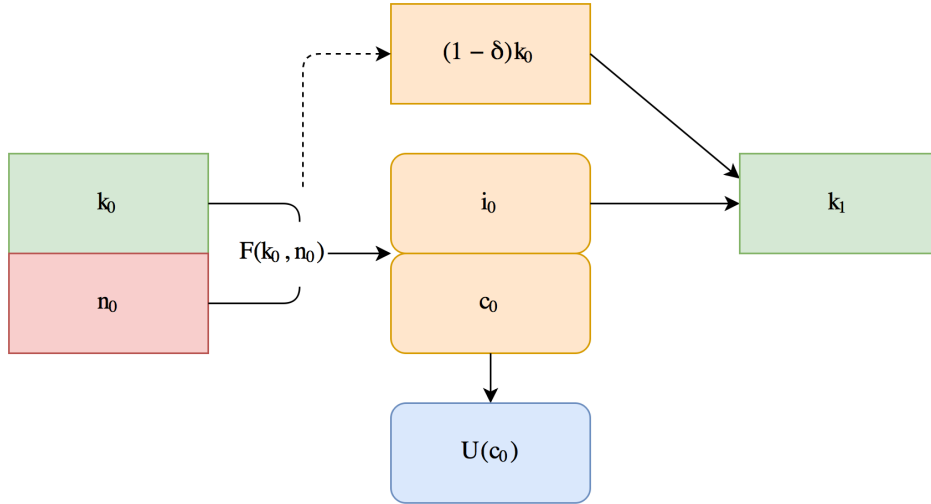 (1 − δ)k₀
k₀
i₀
k₁
F(k₀, n₀)
n₀
c₀
U(c₀)